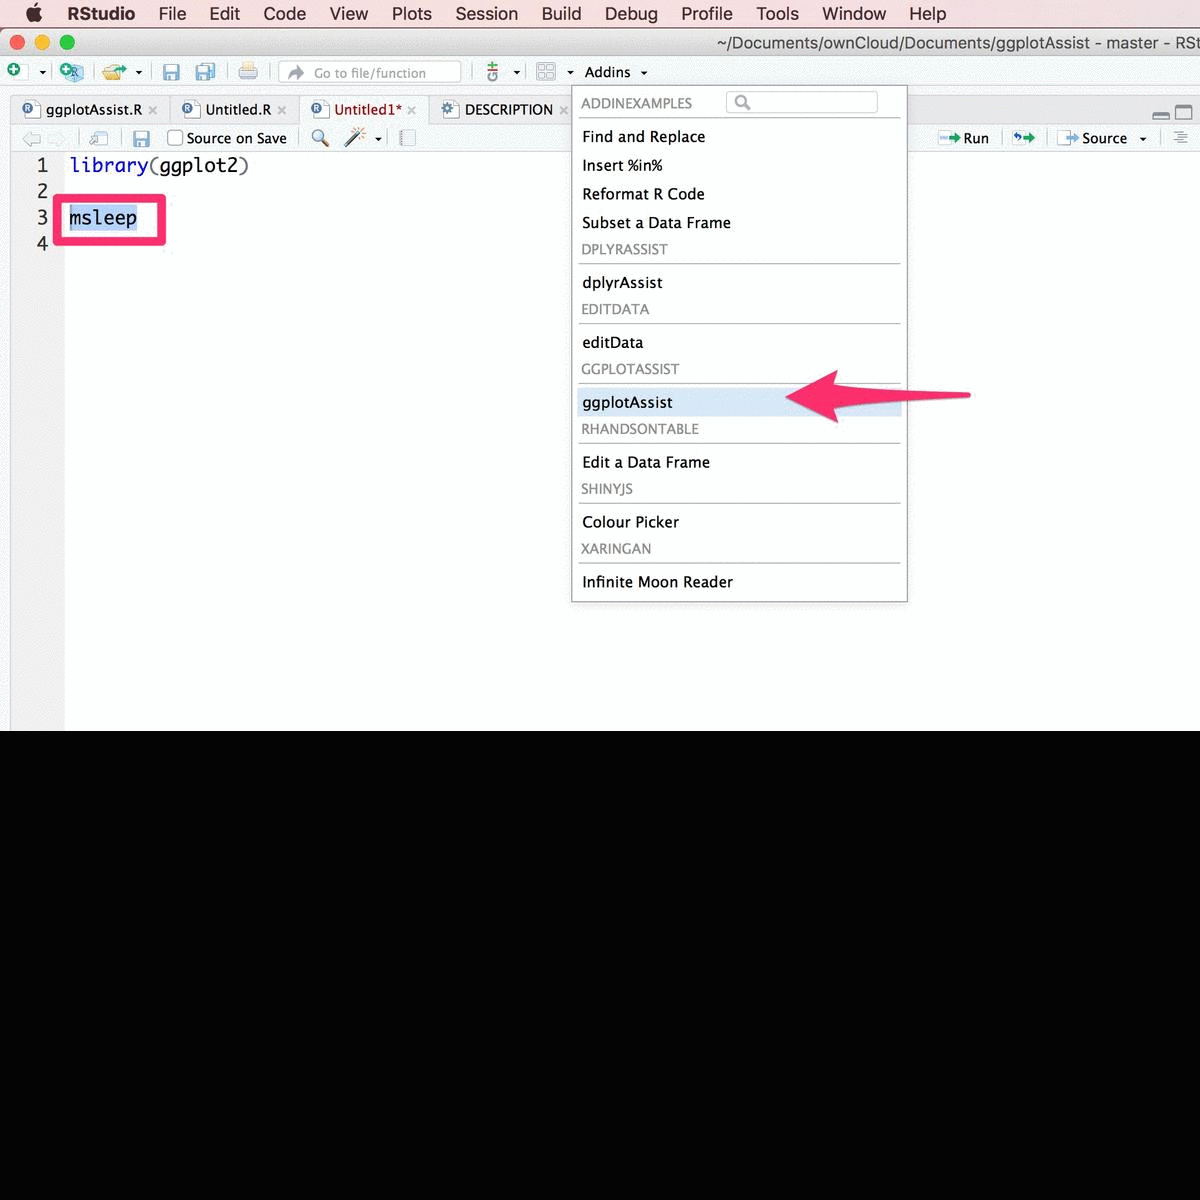 RStudio File Edit Code View Plots Session Build Debug Profile Tools Window Help
~/Documents/ownCloud/Documents/ggplotAssist - master - RSt
Go to file/function Addins
ggplotAssist.R Untitled.R Untitled1* DESCRIPTION
Source on Save Run Source
1 library(ggplot2)
2
3 msleep
4
ADDINEXAMPLES
Find and Replace
Insert %in%
Reformat R Code
Subset a Data Frame
DPLYRASSIST
dplyrAssist
EDITDATA
editData
GGPLOTASSIST
ggplotAssist
RHANDSONTABLE
Edit a Data Frame
SHINYJS
Colour Picker
XARINGAN
Infinite Moon Reader